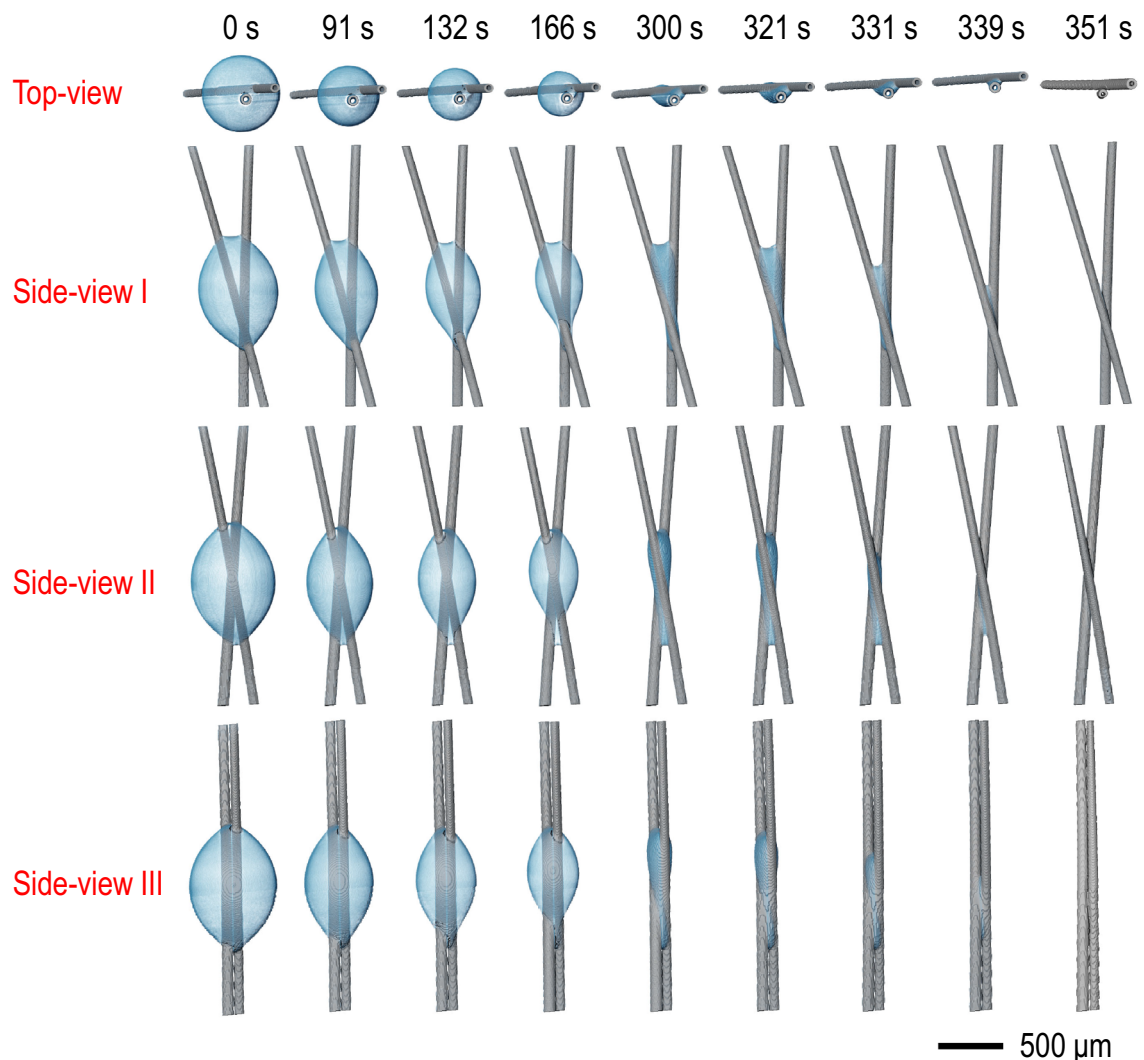 0 s 91 s 132 s 166 s 300 s 321 s 331 s 339 s 351 s
Top-view
Side-view I
Side-view II
Side-view III
500 µm